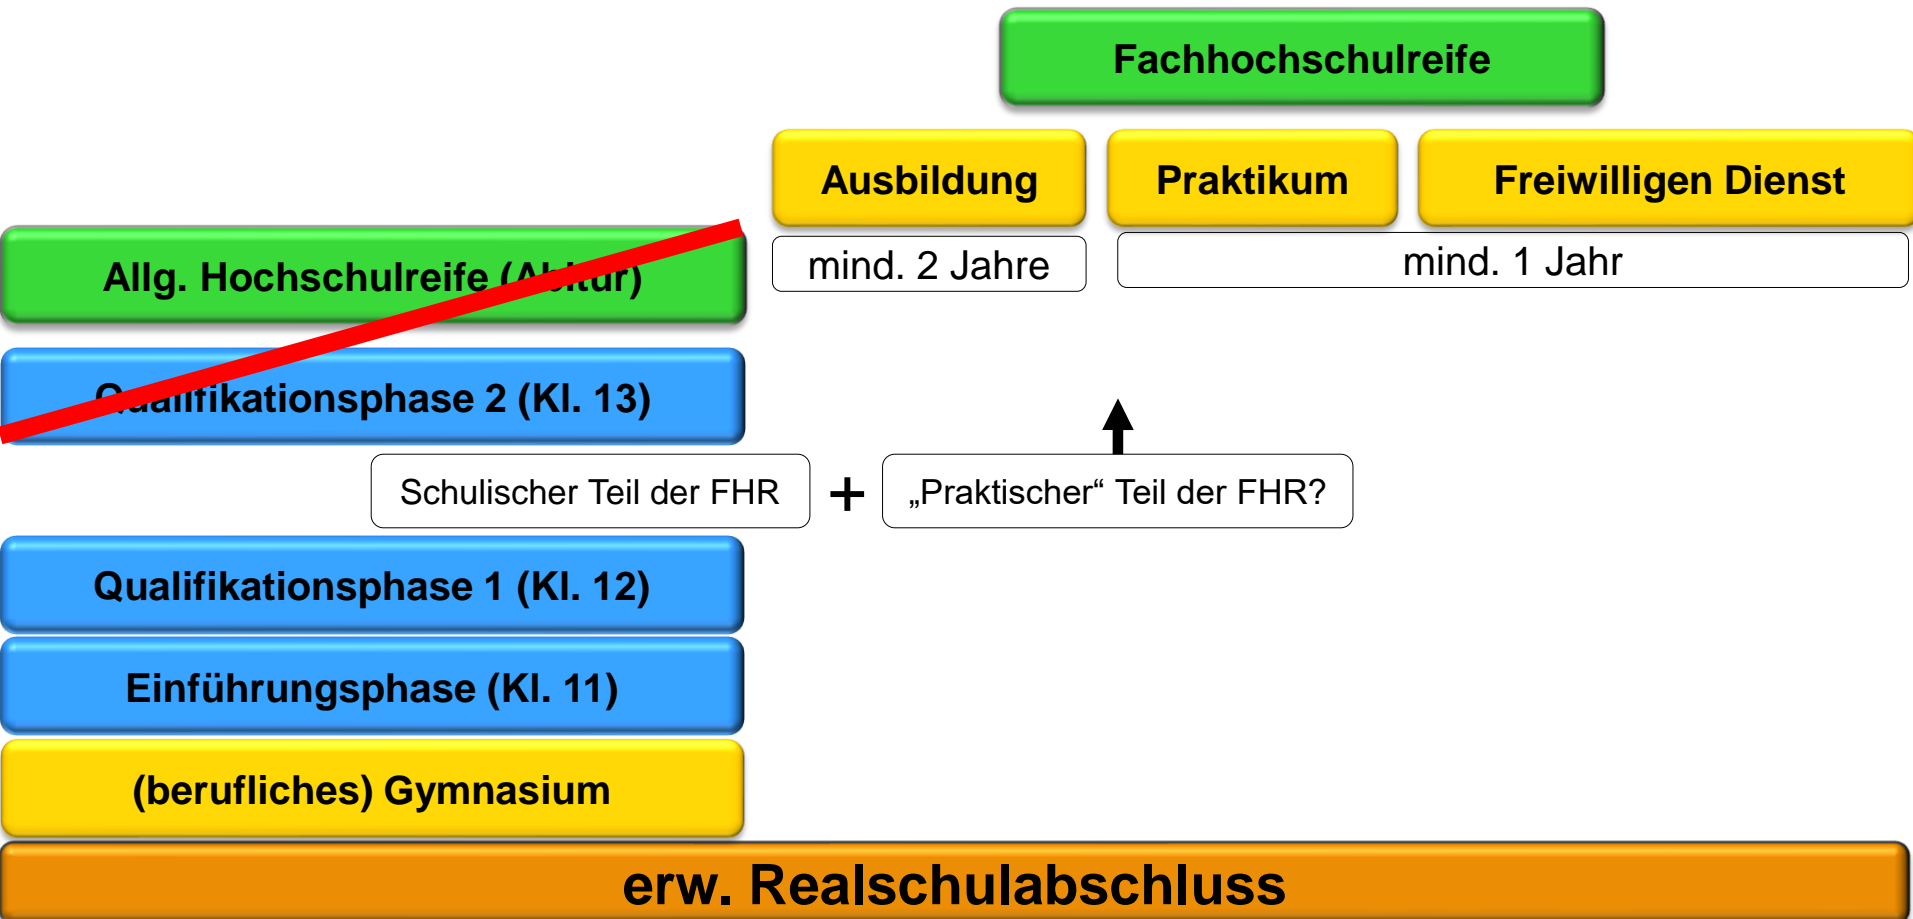 Fachhochschulreife
Ausbildung
Praktikum
Freiwilligen Dienst
mind. 2 Jahre
mind. 1 Jahr
Allg. Hochschulreife (Abitur)
Qualifikationsphase 2 (Kl. 13)
Schulischer Teil der FHR
+
„Praktischer“ Teil der FHR?
Qualifikationsphase 1 (Kl. 12)
Einführungsphase (Kl. 11)
(berufliches) Gymnasium
erw. Realschulabschluss